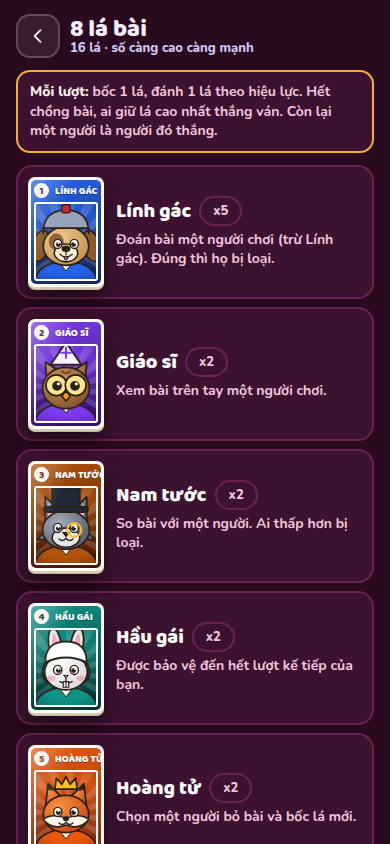 8 lá bài
16 lá · số càng cao càng mạnh
Mỗi lượt: bốc 1 lá, đánh 1 lá theo hiệu lực. Hết
chồng bài, ai giữ lá cao nhất thắng ván. Còn lại
một người là người đó thắng.
1 LÍNH GÁC
Lính gác x5
Đoán bài một người chơi (trừ Lính
gác). Đúng thì họ bị loại.
2 GIÁO SĨ
Giáo sĩ x2
Xem bài trên tay một người chơi.
3 NAM TƯỚC
Nam tước x2
So bài với một người. Ai thấp hơn bị
loại.
4 HẦU GÁI
Hầu gái x2
Được bảo vệ đến hết lượt kế tiếp của
bạn.
5 HOÀNG TỬ
Hoàng tử x2
Chọn một người bỏ bài và bốc lá mới.